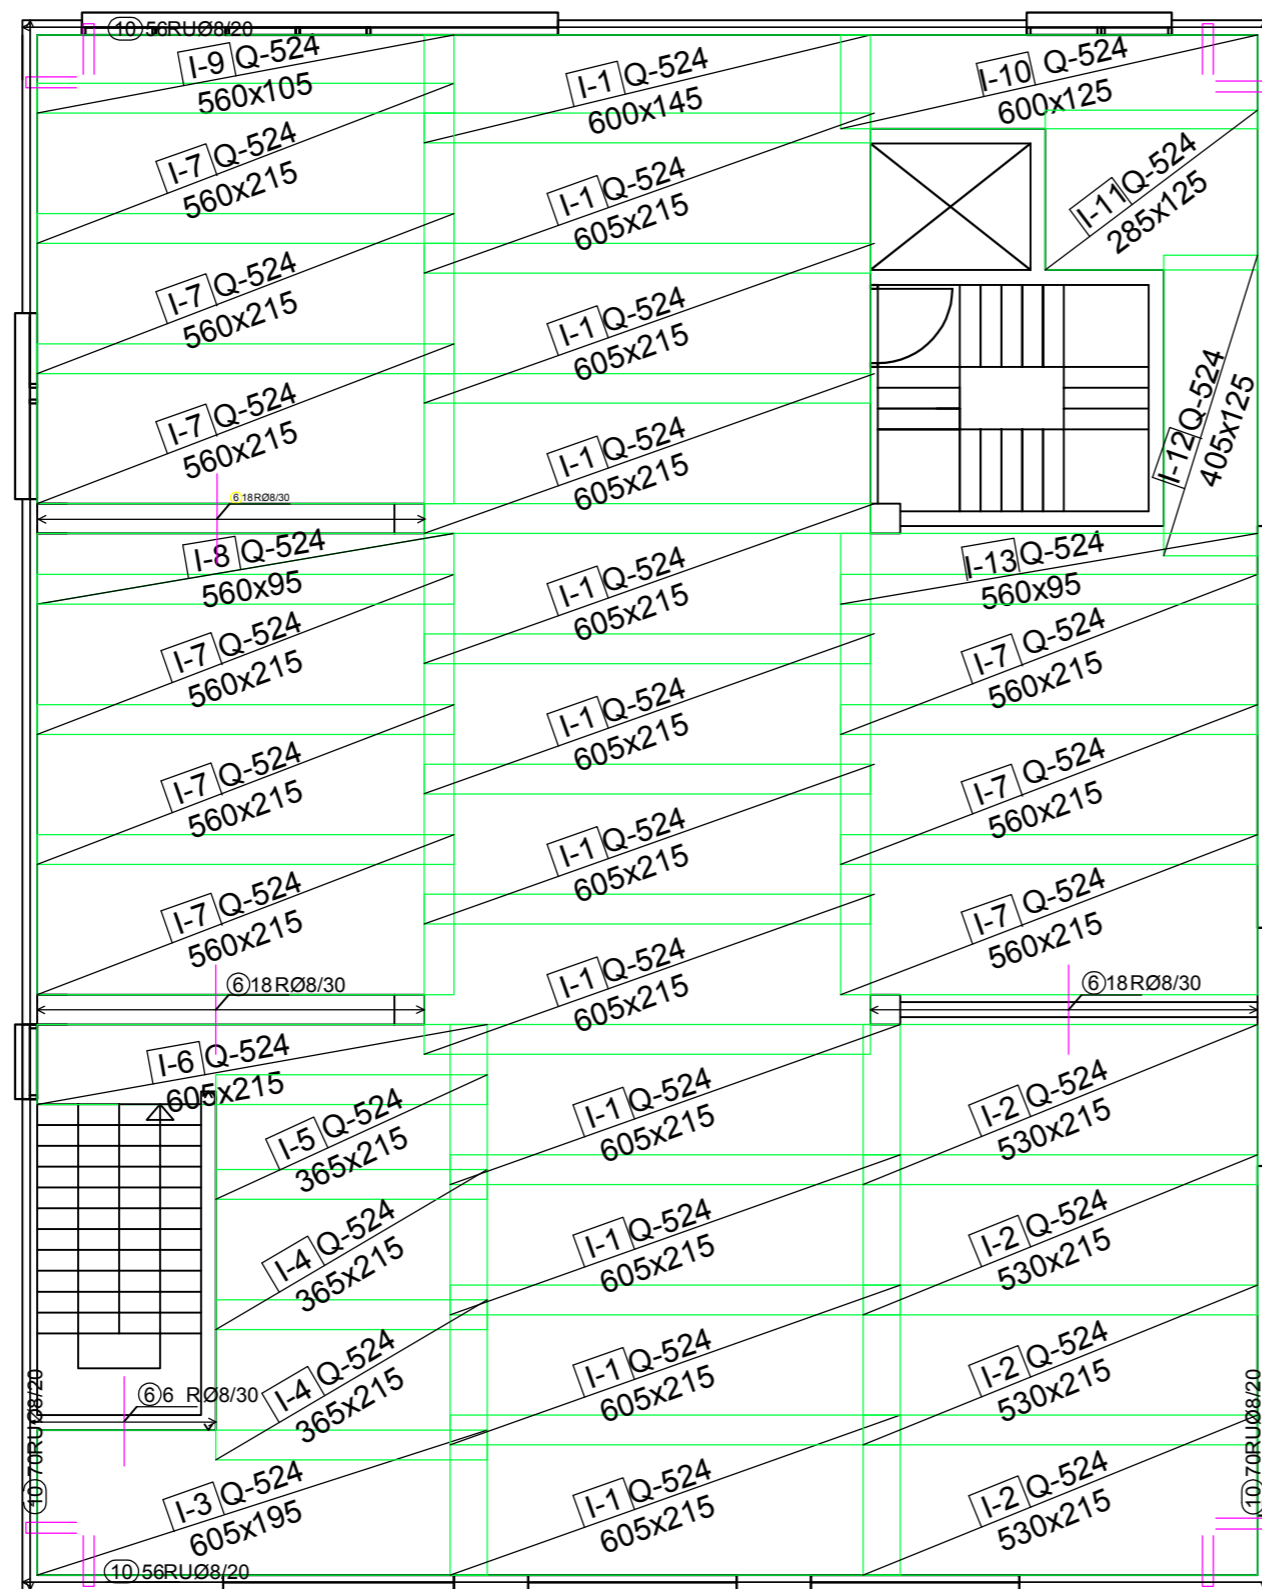 10 56RUØ8/20
I-9 Q-524
560x105
I-1 Q-524
600x145
I-10 Q-524
600x125
I-7 Q-524
560x215
I-1 Q-524
605x215
I-11 Q-524
285x125
I-7 Q-524
560x215
I-1 Q-524
605x215
I-12 Q-524
405x125
I-7 Q-524
560x215
I-1 Q-524
605x215
6 18RØ8/30
I-8 Q-524
560x95
I-1 Q-524
605x215
I-13 Q-524
560x95
I-7 Q-524
560x215
I-1 Q-524
605x215
I-7 Q-524
560x215
I-7 Q-524
560x215
I-1 Q-524
605x215
I-7 Q-524
560x215
I-7 Q-524
560x215
I-1 Q-524
605x215
I-7 Q-524
560x215
6 18RØ8/30
6 18RØ8/30
I-6 Q-524
605x215
I-5 Q-524
365x215
I-1 Q-524
605x215
I-2 Q-524
530x215
I-4 Q-524
365x215
I-1 Q-524
605x215
I-2 Q-524
530x215
I-4 Q-524
365x215
I-1 Q-524
605x215
I-2 Q-524
530x215
6 6 RØ8/30
10 70RUØ8/20
10 70RUØ8/20
I-3 Q-524
605x195
I-1 Q-524
605x215
I-2 Q-524
530x215
10 56RUØ8/20